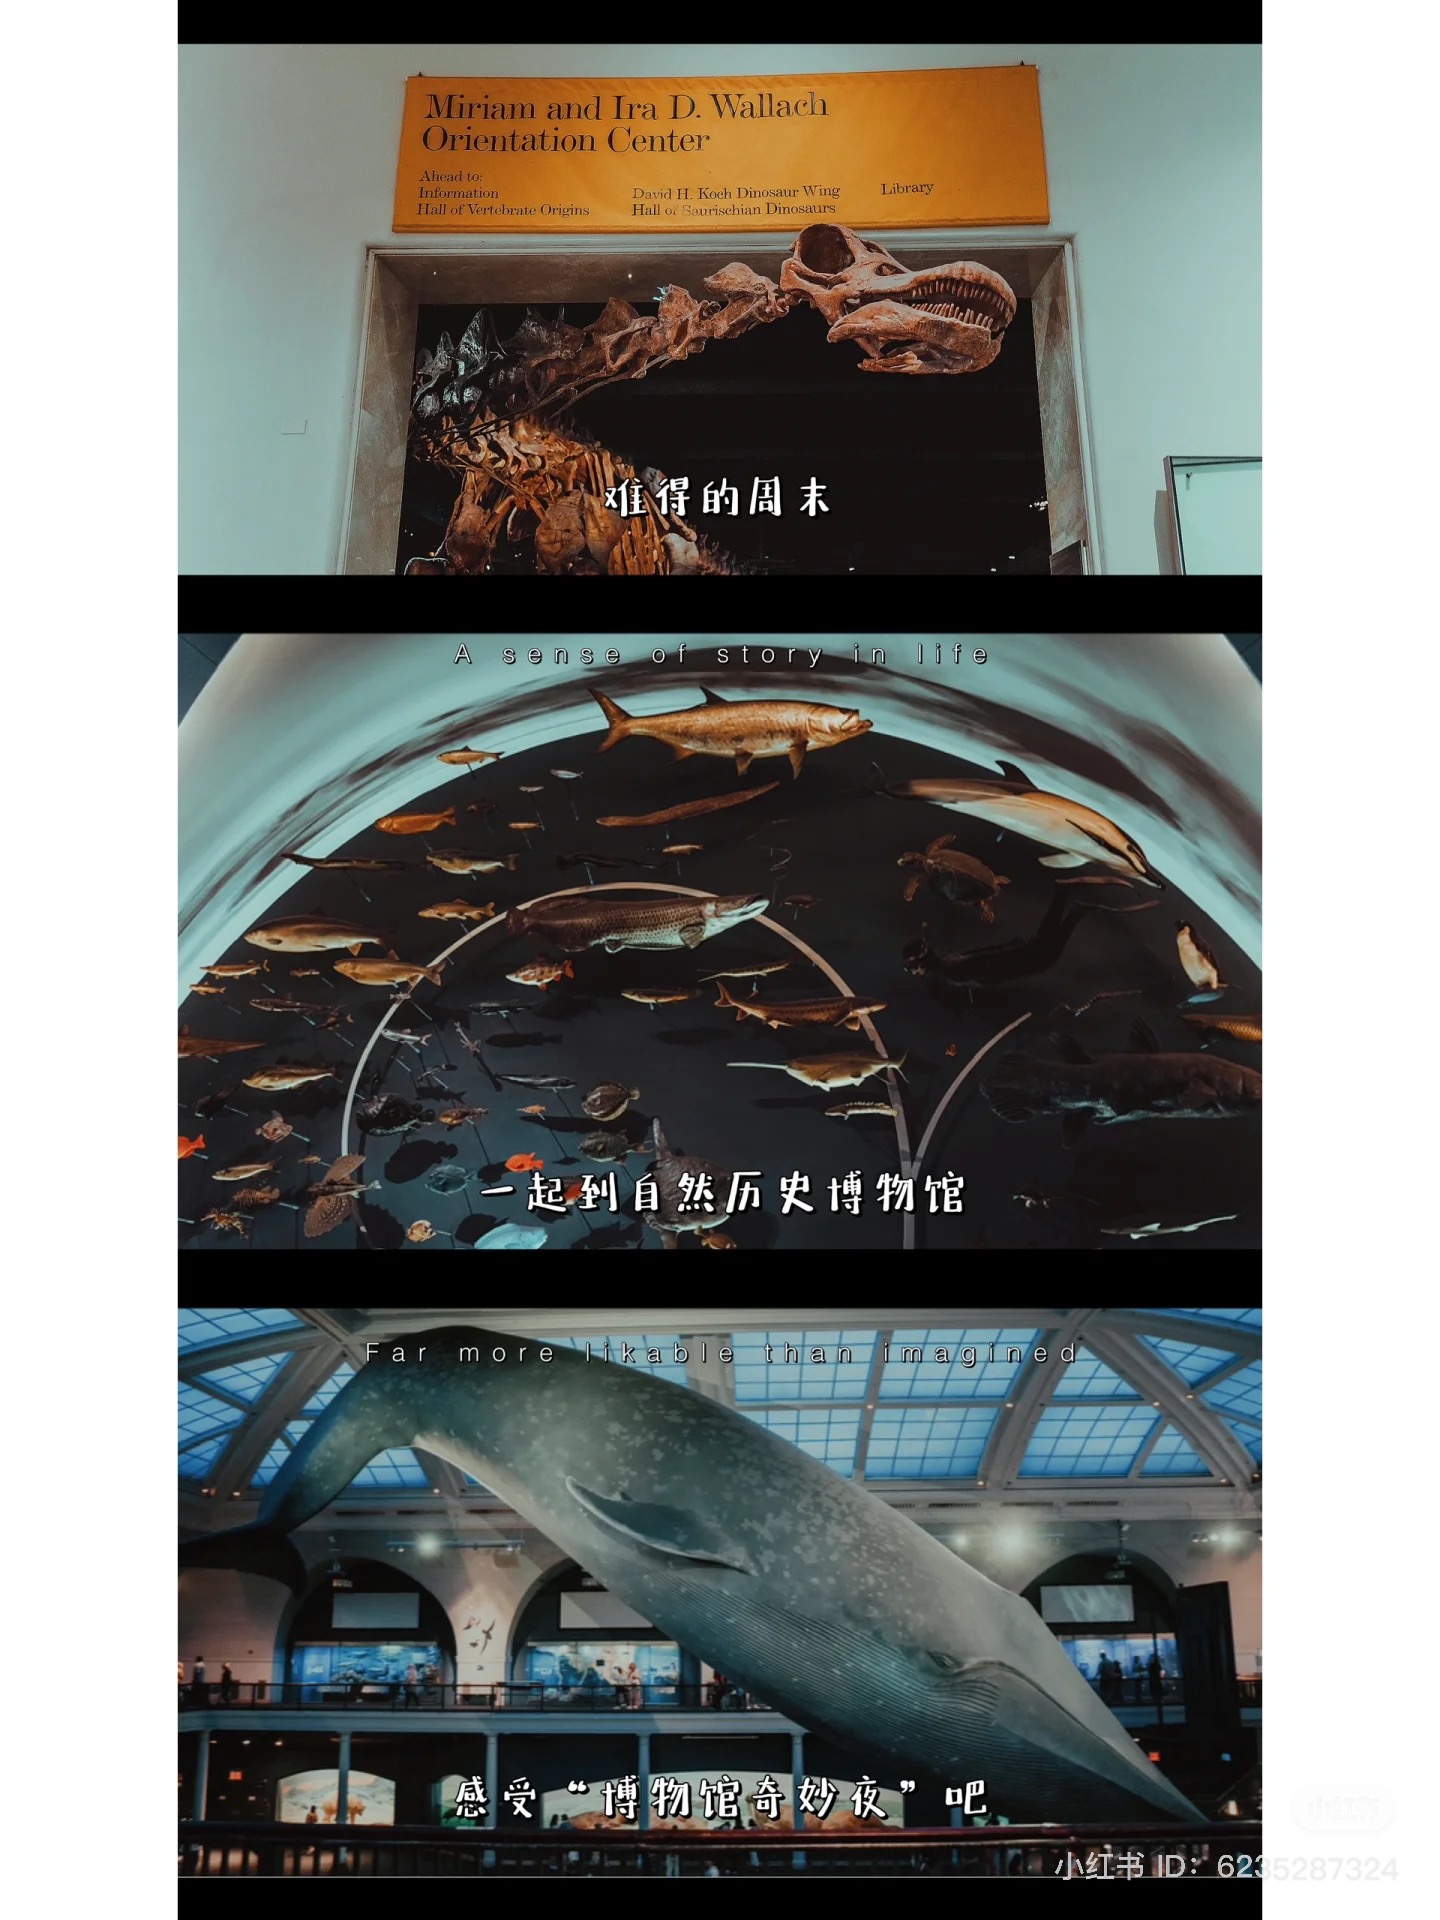 Miriam and Ira D. Wallach
Orientation Center
Ahead to:
Information
Hall of Vertebrate Origins
David H. Koch Dinosaur Wing
Hall of Saurischian Dinosaurs
Library
难得的周末
A sense of story in life
一起到自然历史博物馆
Far more likable than imagined
感受“博物馆奇妙夜”吧
小红书
小红书 ID: 6235287324